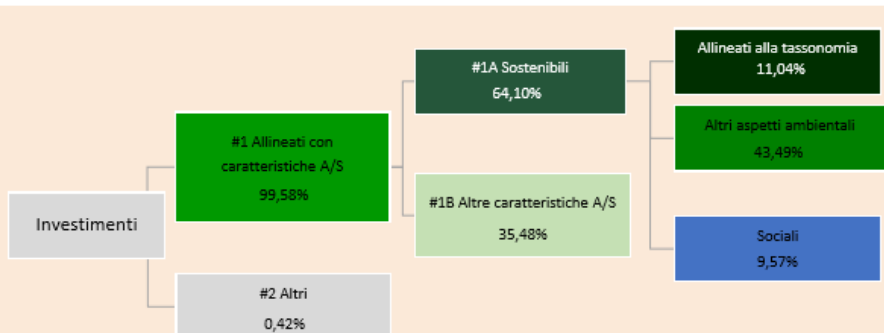 Investimenti
#1 Allineati con
caratteristiche A/S
99,58%
#2 Altri
0,42%
#1A Sostenibili
64,10%
#1B Altre caratteristiche A/S
35,48%
Allineati alla tassonomia
11,04%
Altri aspetti ambientali
43,49%
Sociali
9,57%